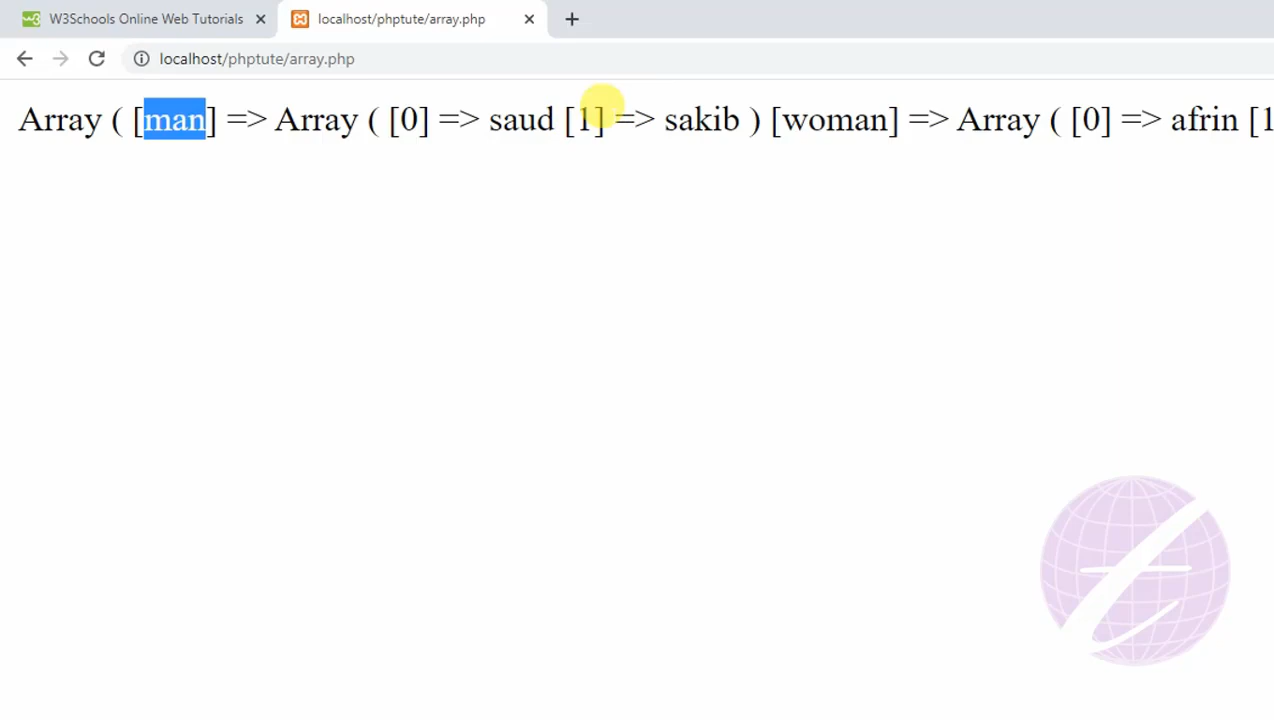 W3Schools Online Web Tutorials
localhost/phptute/array.php
localhost/phptute/array.php
Array ( [man] => Array ( [0] => saud [1] => sakib ) [woman] => Array ( [0] => afrin [1